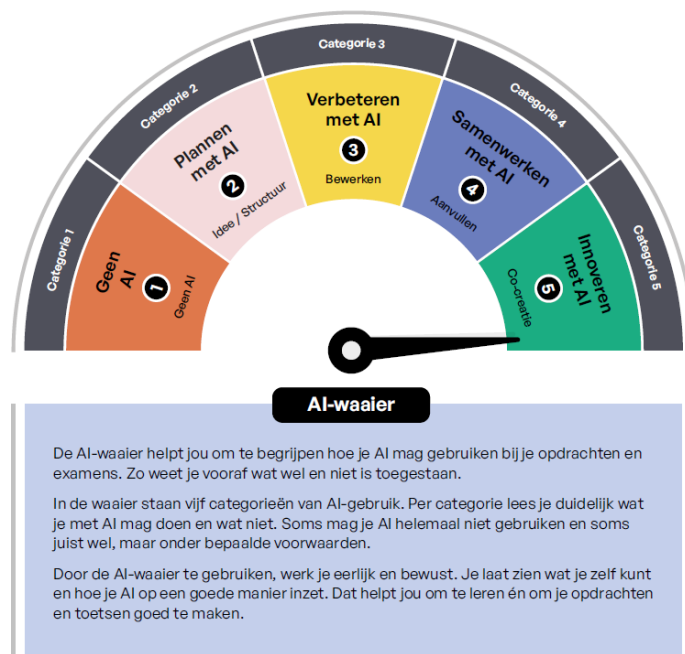 Categorie 1
Geen
AI
1
Geen AI
Categorie 2
Plannen
met AI
2
Idee / Structuur
Categorie 3
Verbeteren
met AI
3
Bewerken
Categorie 4
Samenwerken
met AI
4
Aanvullen
Categorie 5
Innoveren
met AI
5
Co-creatie
AI-waaier
De AI-waaier helpt jou om te begrijpen hoe je AI mag gebruiken bij je opdrachten en
examens. Zo weet je vooraf wat wel en niet is toegestaan.
In de waaier staan vijf categorieën van AI-gebruik. Per categorie lees je duidelijk wat
je met AI mag doen en wat niet. Soms mag je AI helemaal niet gebruiken en soms
juist wel, maar onder bepaalde voorwaarden.
Door de AI-waaier te gebruiken, werk je eerlijk en bewust. Je laat zien wat je zelf kunt
en hoe je AI op een goede manier inzet. Dat helpt jou om te leren én om je opdrachten
en toetsen goed te maken.